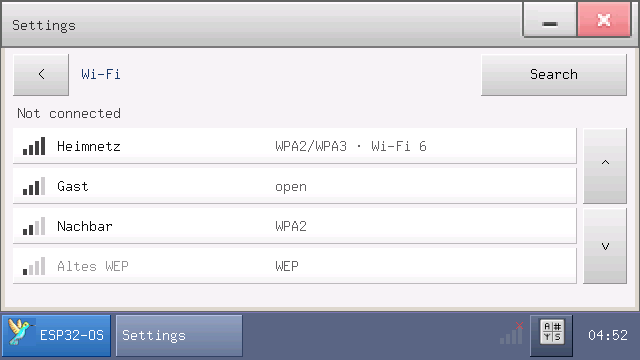 Settings
< Wi-Fi Search
Not connected
Heimnetz WPA2/WPA3 · Wi-Fi 6
Gast open
Nachbar WPA2
Altes WEP WEP
ESP32-OS Settings A# TS 04:52